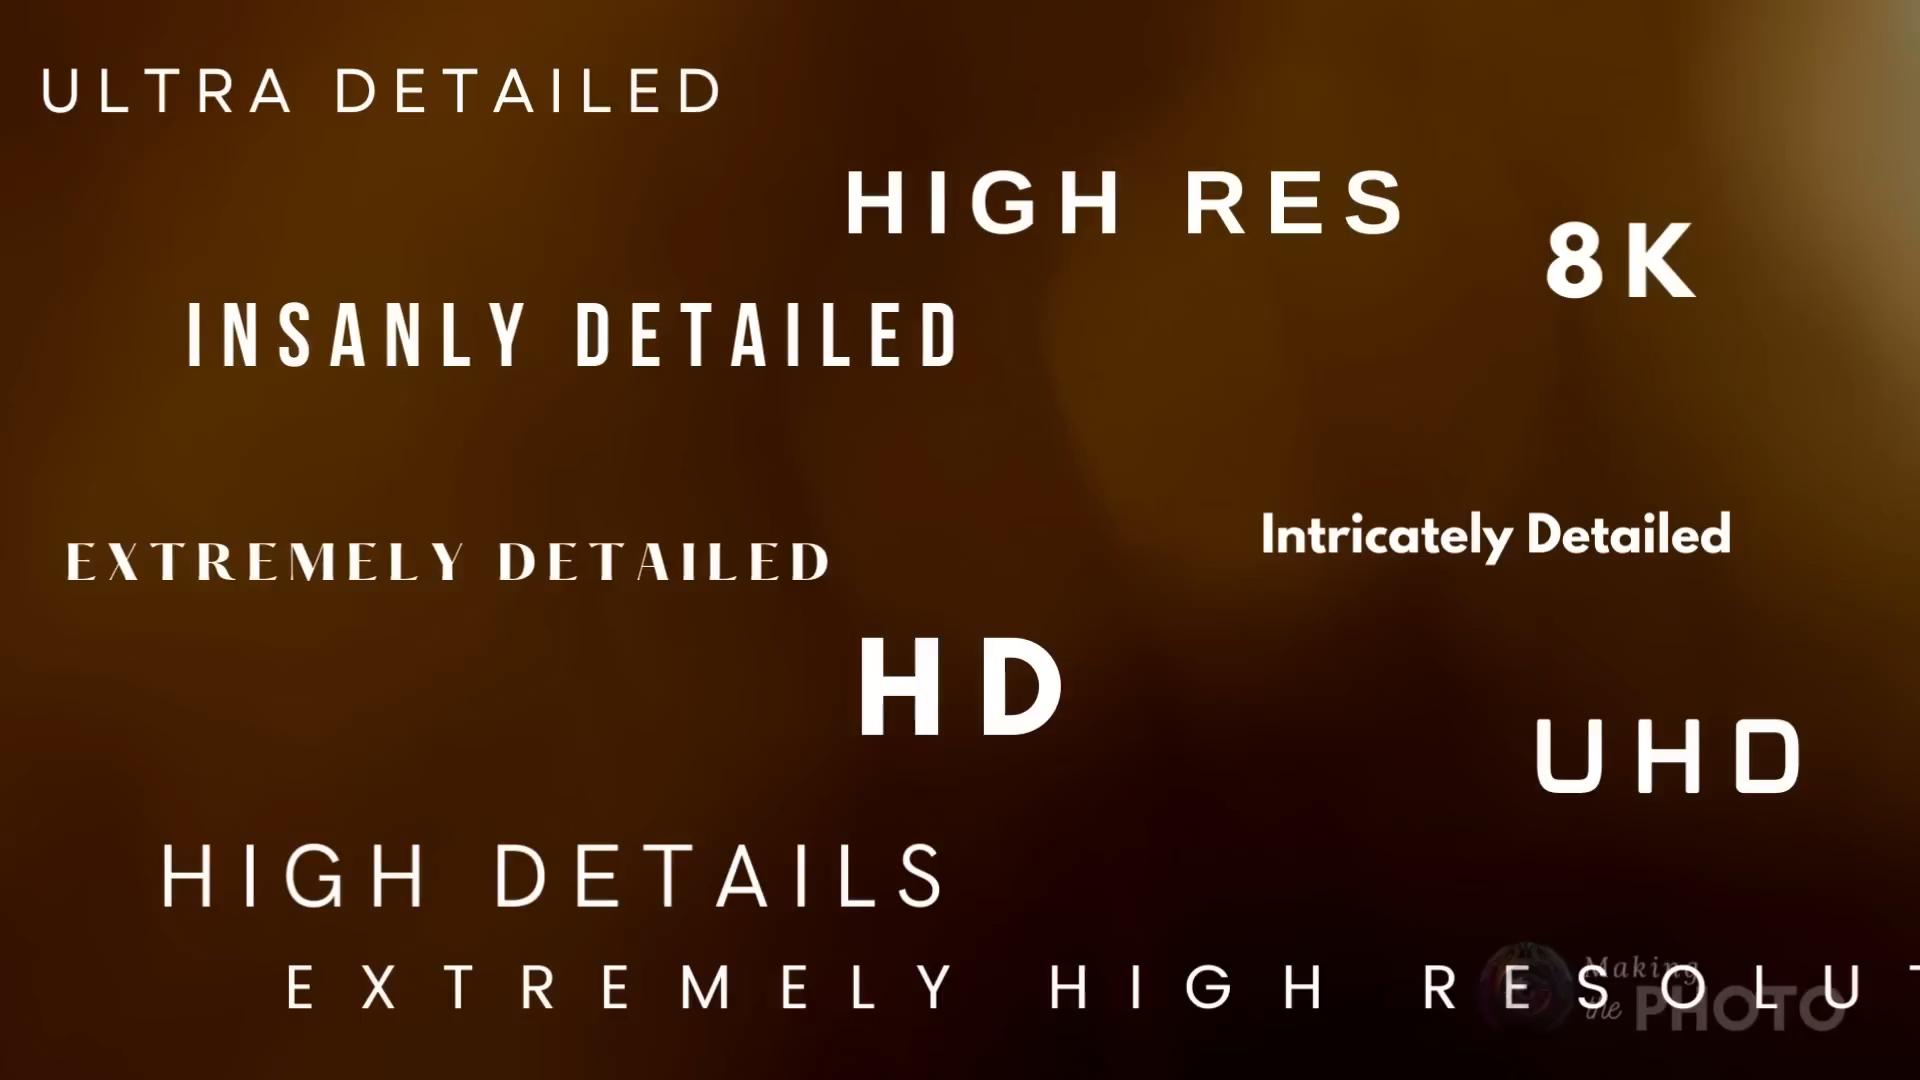 ULTRA DETAILED
HIGH RES
8K
INSANLY DETAILED
Intricately Detailed
EXTREMELY DETAILED
HD
UHD
HIGH DETAILS
EXTREMELY HIGH RESOLUT
Making
the PHOTO